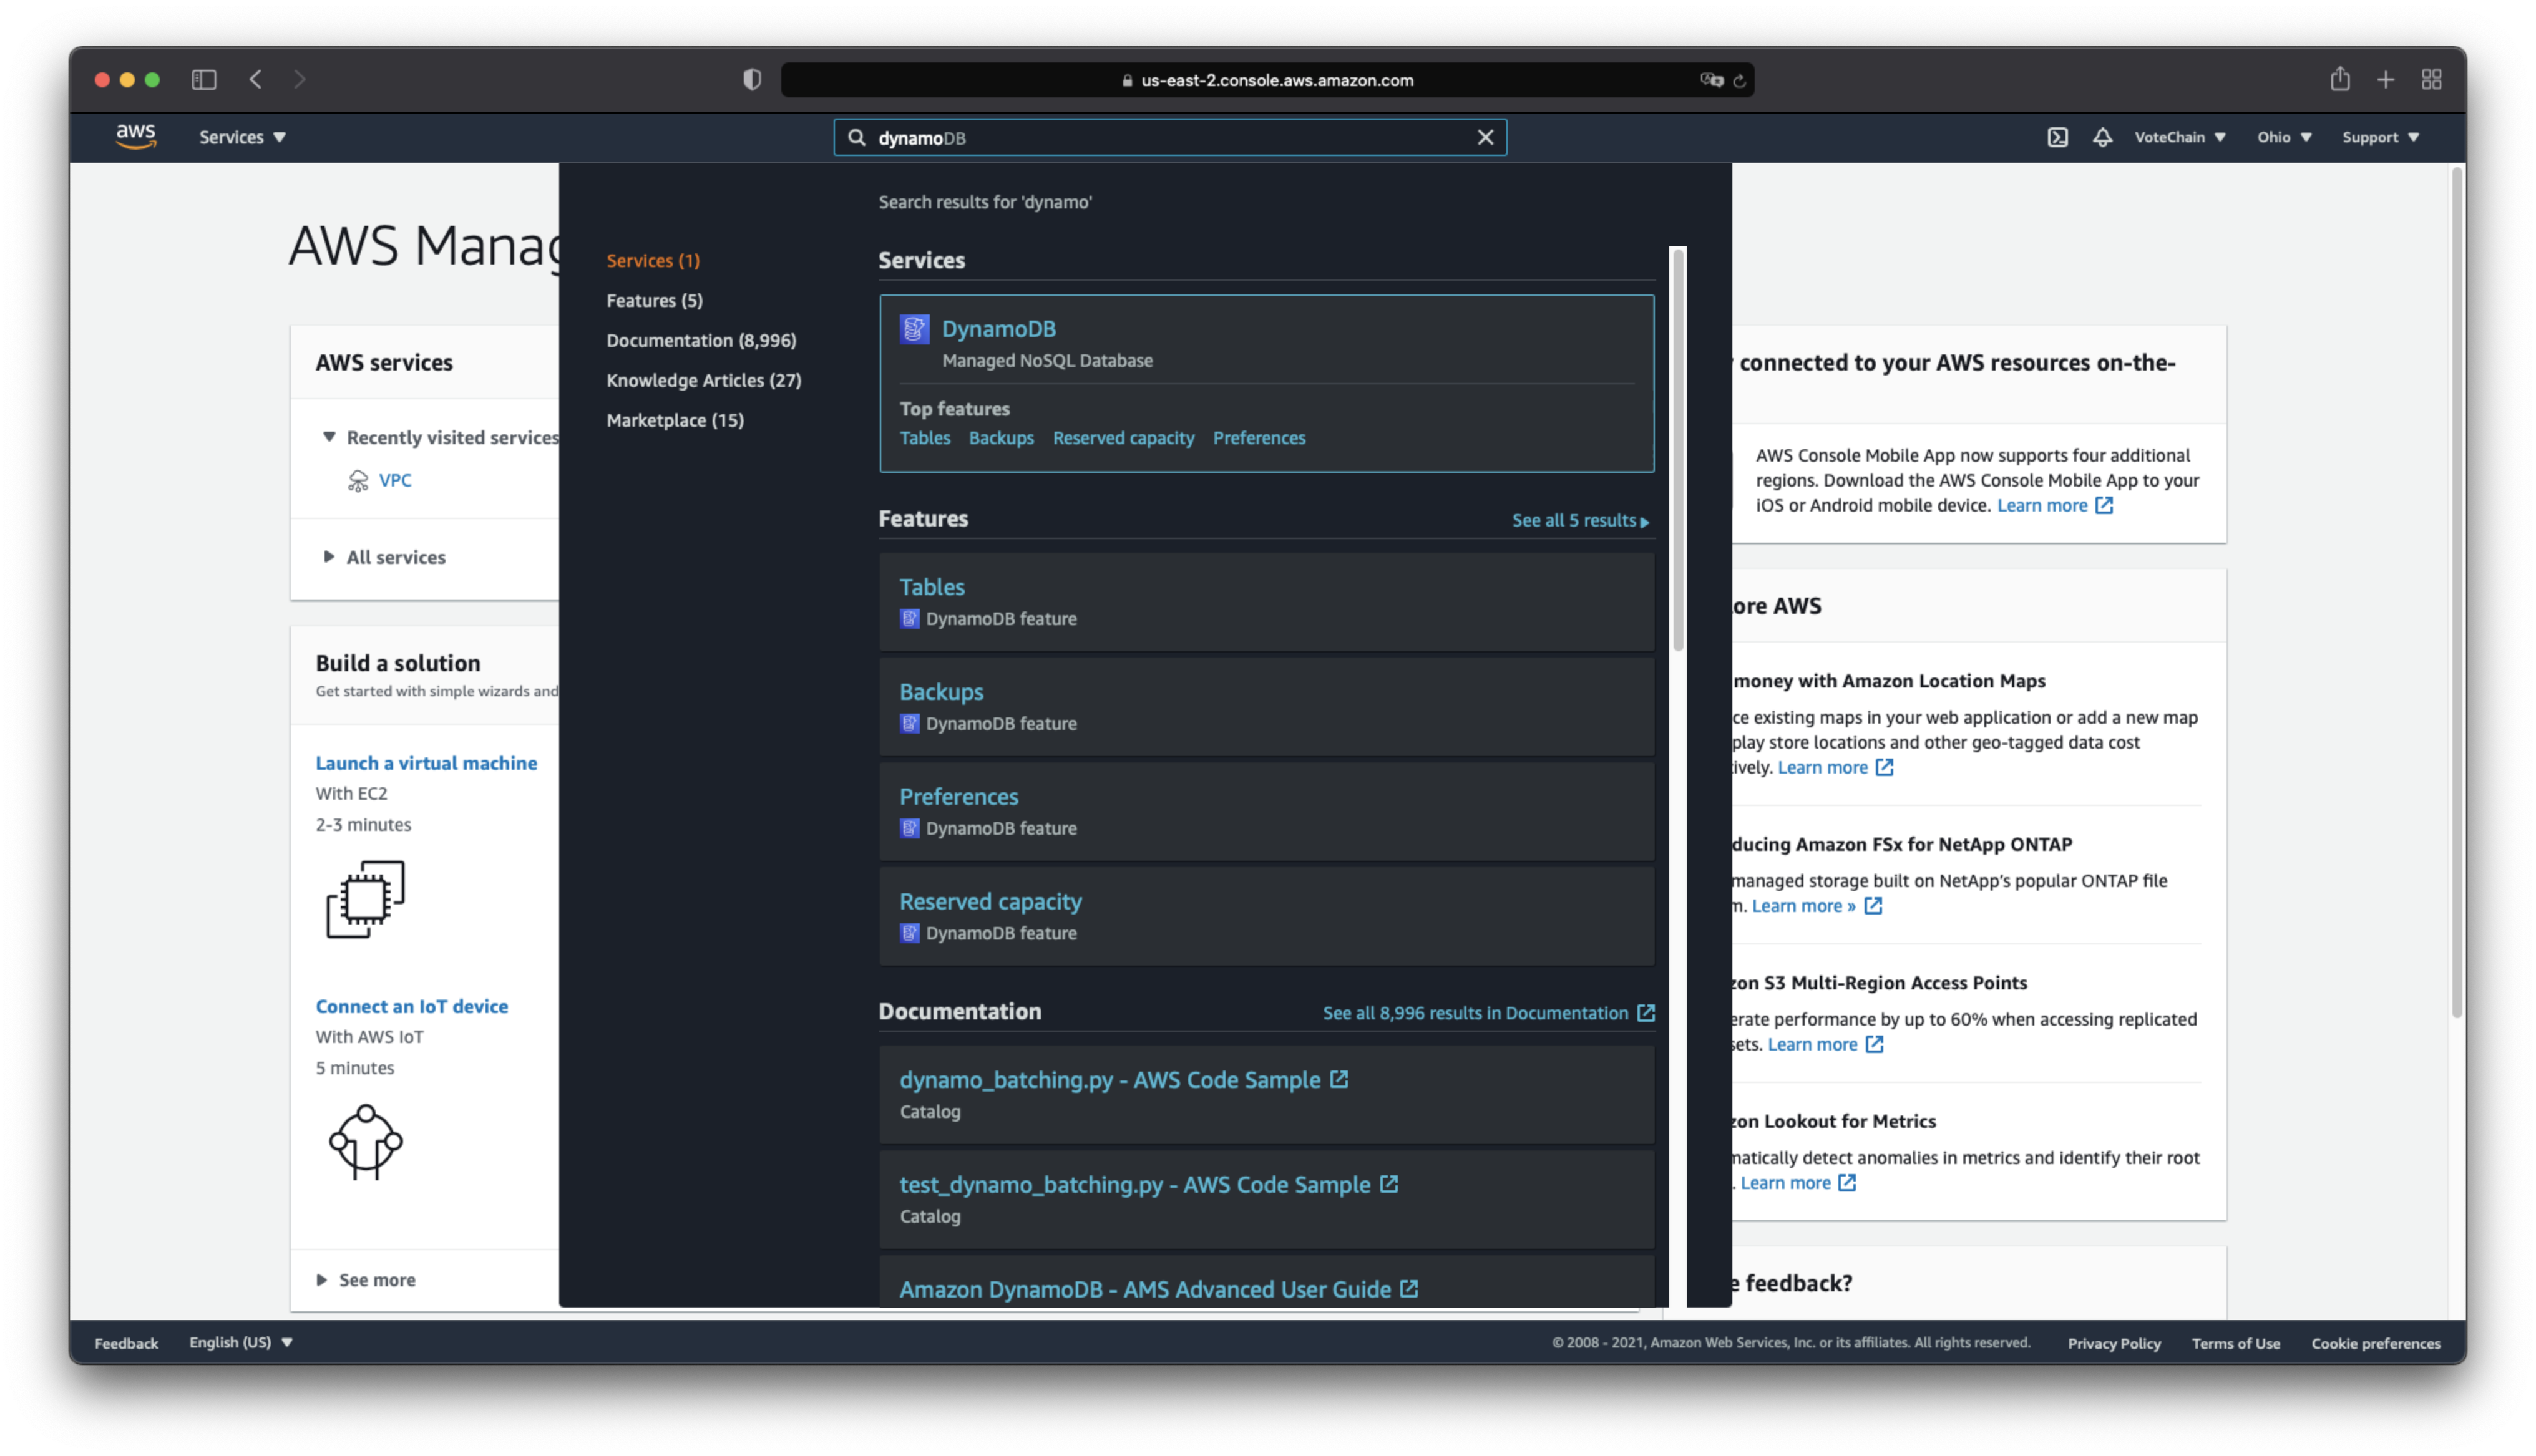 us-east-2.console.aws.amazon.com
aws
Services
dynamoDB
VoteChain
Ohio
Support
AWS Manag
AWS services
Recently visited services
VPC
All services
Build a solution
Get started with simple wizards and
Launch a virtual machine
With EC2
2-3 minutes
Connect an IoT device
With AWS IoT
5 minutes
See more
Search results for 'dynamo'
Services (1)
Features (5)
Documentation (8,996)
Knowledge Articles (27)
Marketplace (15)
Services
DynamoDB
Managed NoSQL Database
Top features
Tables Backups Reserved capacity Preferences
Features
See all 5 results
Tables
DynamoDB feature
Backups
DynamoDB feature
Preferences
DynamoDB feature
Reserved capacity
DynamoDB feature
Documentation
See all 8,996 results in Documentation
dynamo_batching.py - AWS Code Sample
Catalog
test_dynamo_batching.py - AWS Code Sample
Catalog
Amazon DynamoDB - AMS Advanced User Guide
connected to your AWS resources on-the-
AWS Console Mobile App now supports four additional
regions. Download the AWS Console Mobile App to your
iOS or Android mobile device. Learn more
ore AWS
money with Amazon Location Maps
ce existing maps in your web application or add a new map
play store locations and other geo-tagged data cost
ively. Learn more
ducing Amazon FSx for NetApp ONTAP
managed storage built on NetApp's popular ONTAP file
m. Learn more »
zon S3 Multi-Region Access Points
erate performance by up to 60% when accessing replicated
sets. Learn more
zon Lookout for Metrics
matically detect anomalies in metrics and identify their root
. Learn more
e feedback?
Feedback
English (US)
© 2008 - 2021, Amazon Web Services, Inc. or its affiliates. All rights reserved.
Privacy Policy
Terms of Use
Cookie preferences